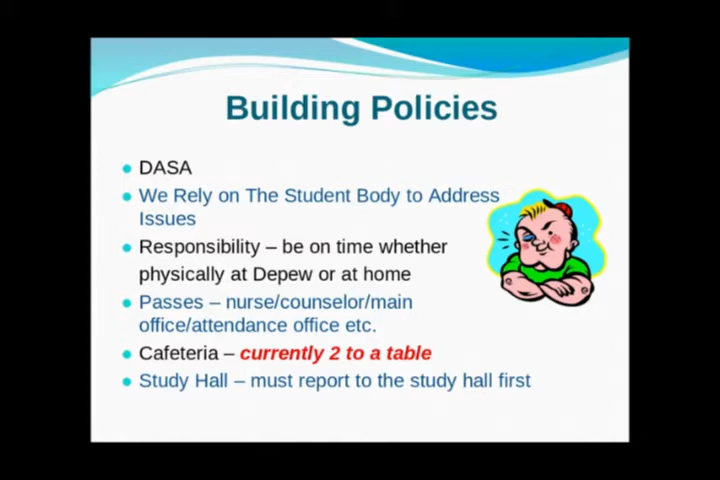 Building Policies
DASA
We Rely on The Student Body to Address
Issues
Responsibility – be on time whether
physically at Depew or at home
Passes – nurse/counselor/main
office/attendance office etc.
Cafeteria – currently 2 to a table
Study Hall – must report to the study hall first